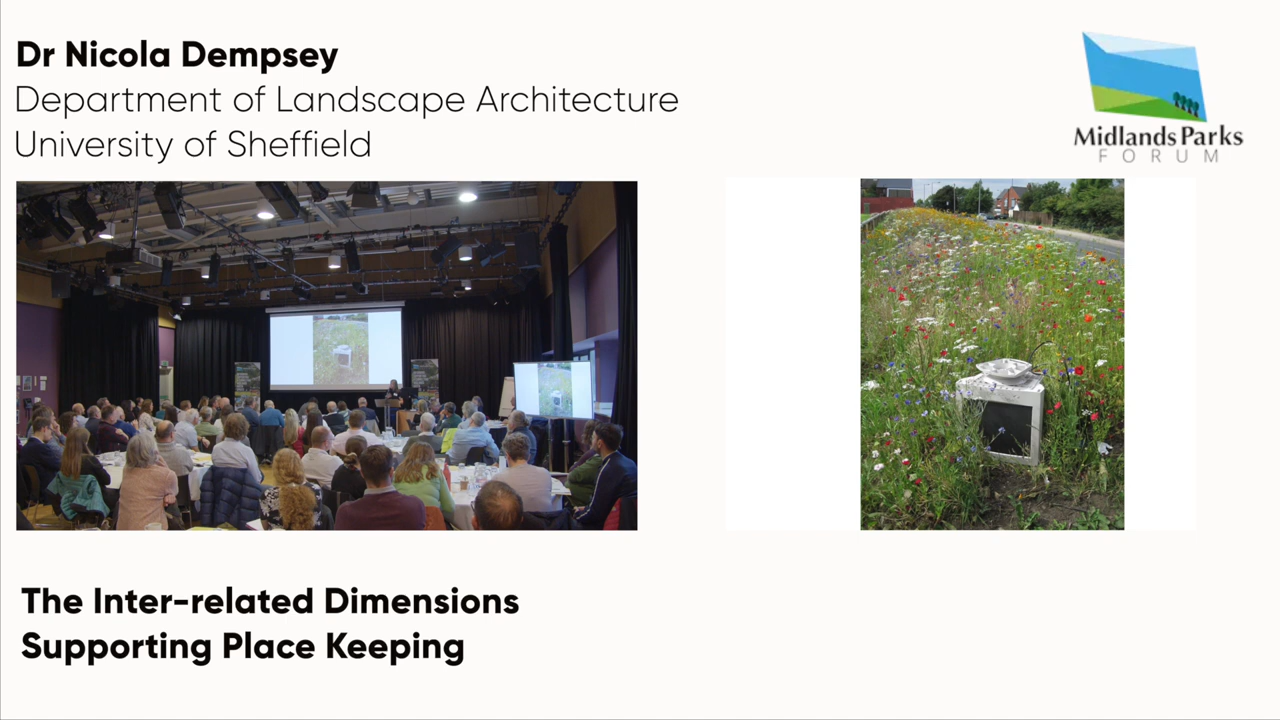 Dr Nicola Dempsey
Department of Landscape Architecture
University of Sheffield
Midlands Parks
FORUM
The Inter-related Dimensions
Supporting Place Keeping